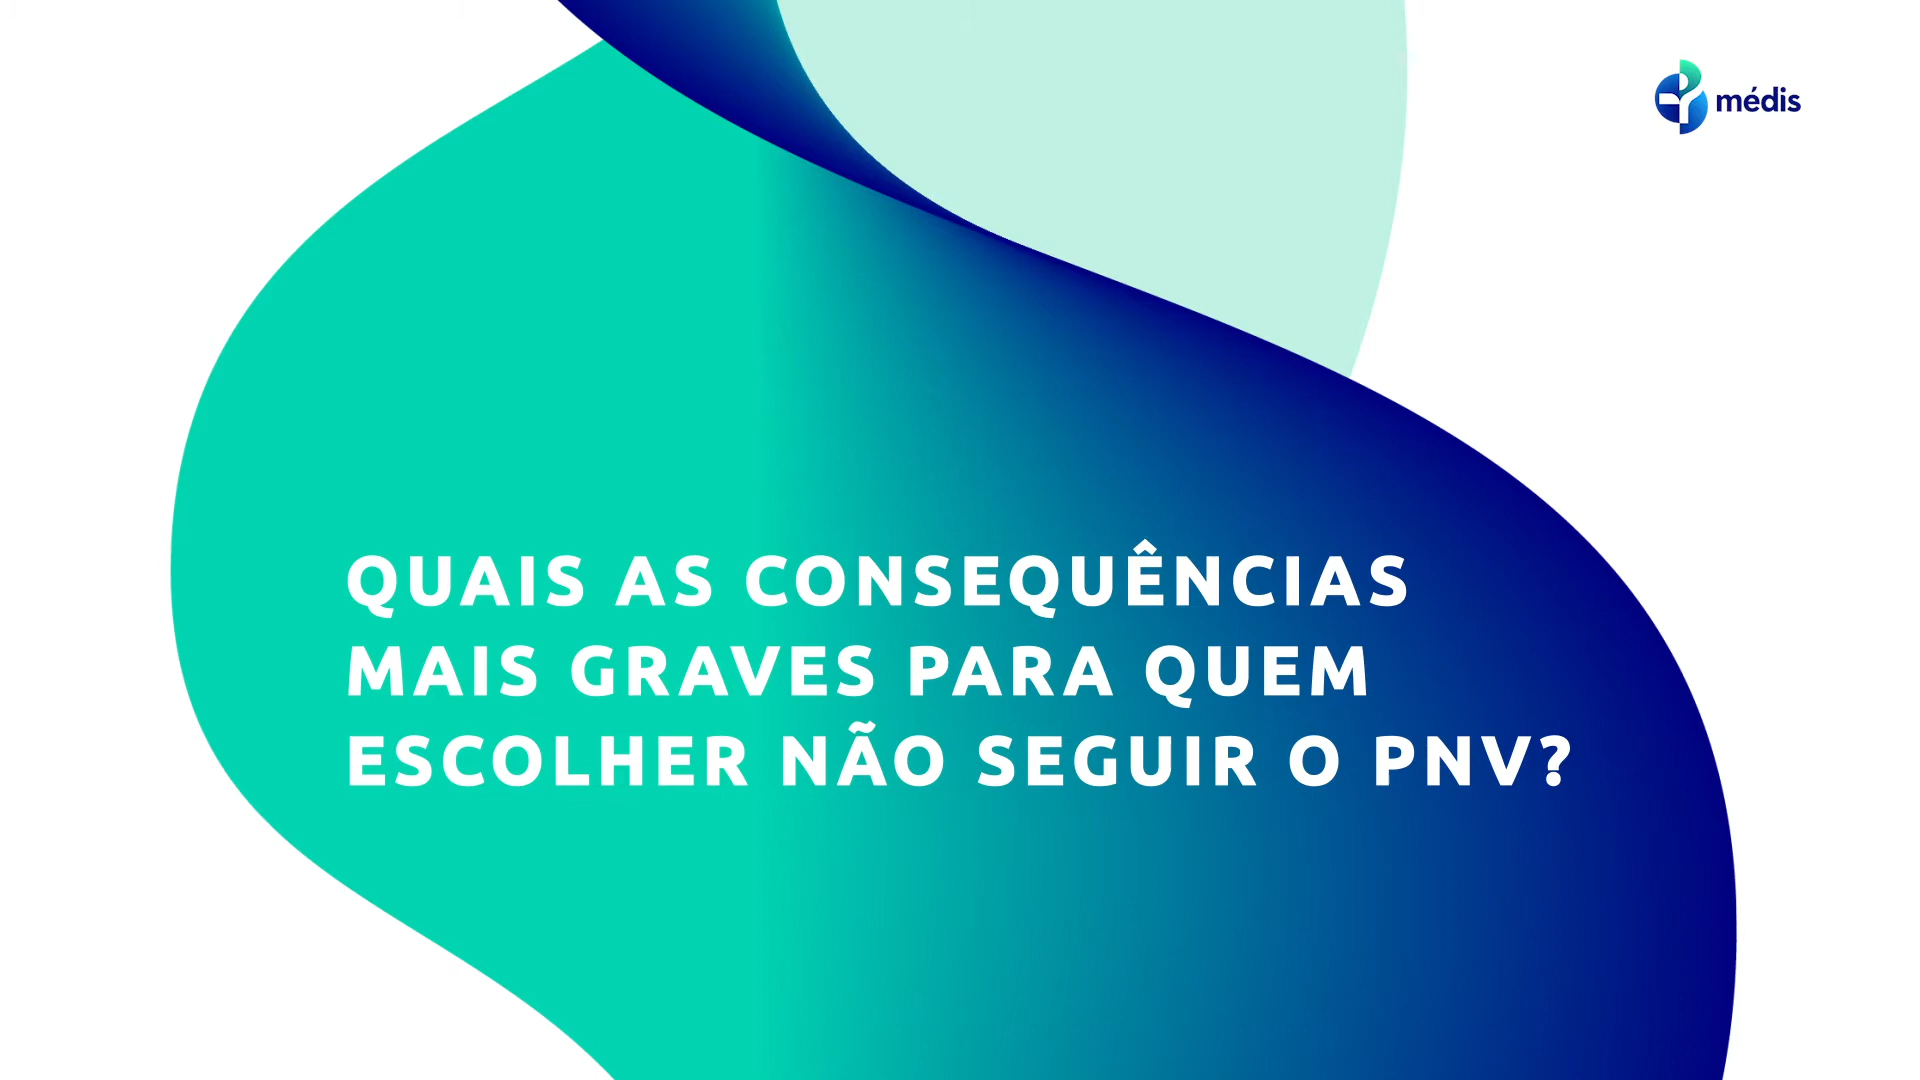 médis
QUAIS AS CONSEQUÊNCIAS
MAIS GRAVES PARA QUEM
ESCOLHER NÃO SEGUIR O PNV?